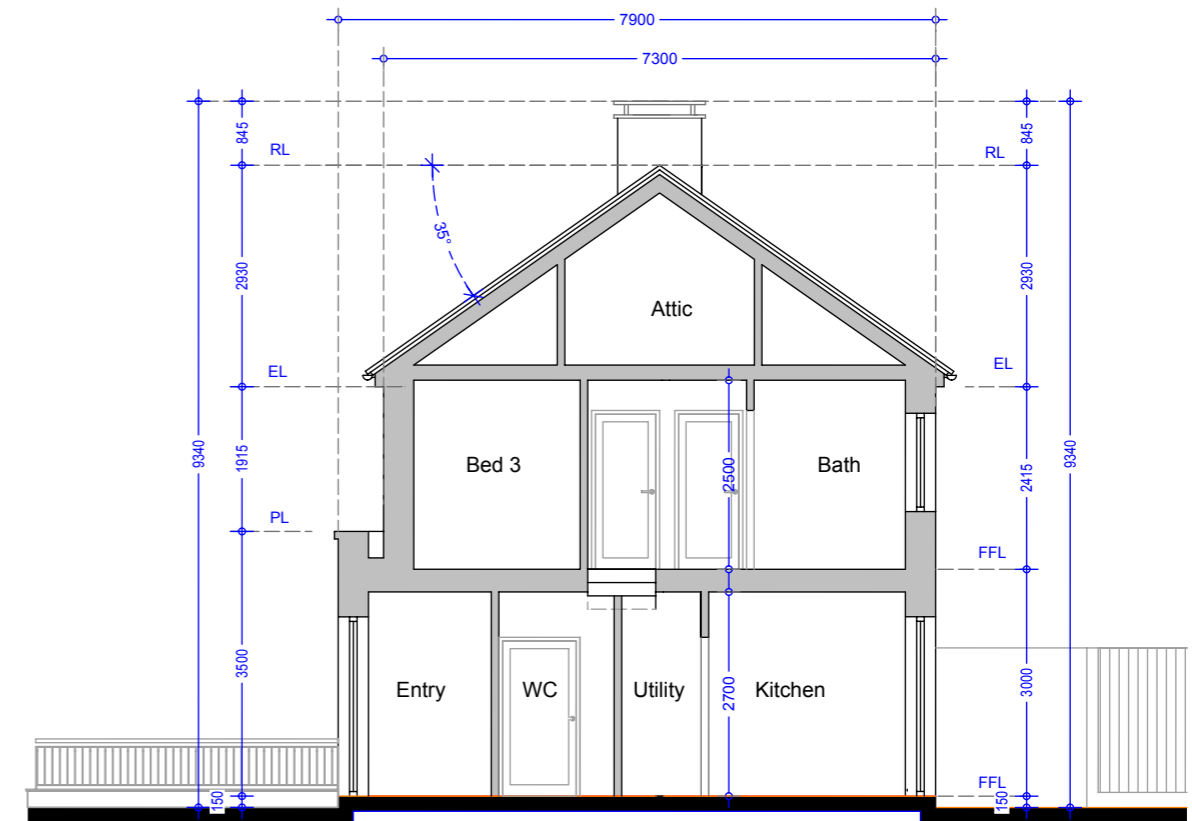 7900
7300
845
845
RL
RL
35°
2930
2930
Attic
EL
EL
9340
1915
Bed 3
2500
Bath
2415
9340
PL
FFL
3500
Entry
WC
Utility
2700
Kitchen
3000
FFL
150
150